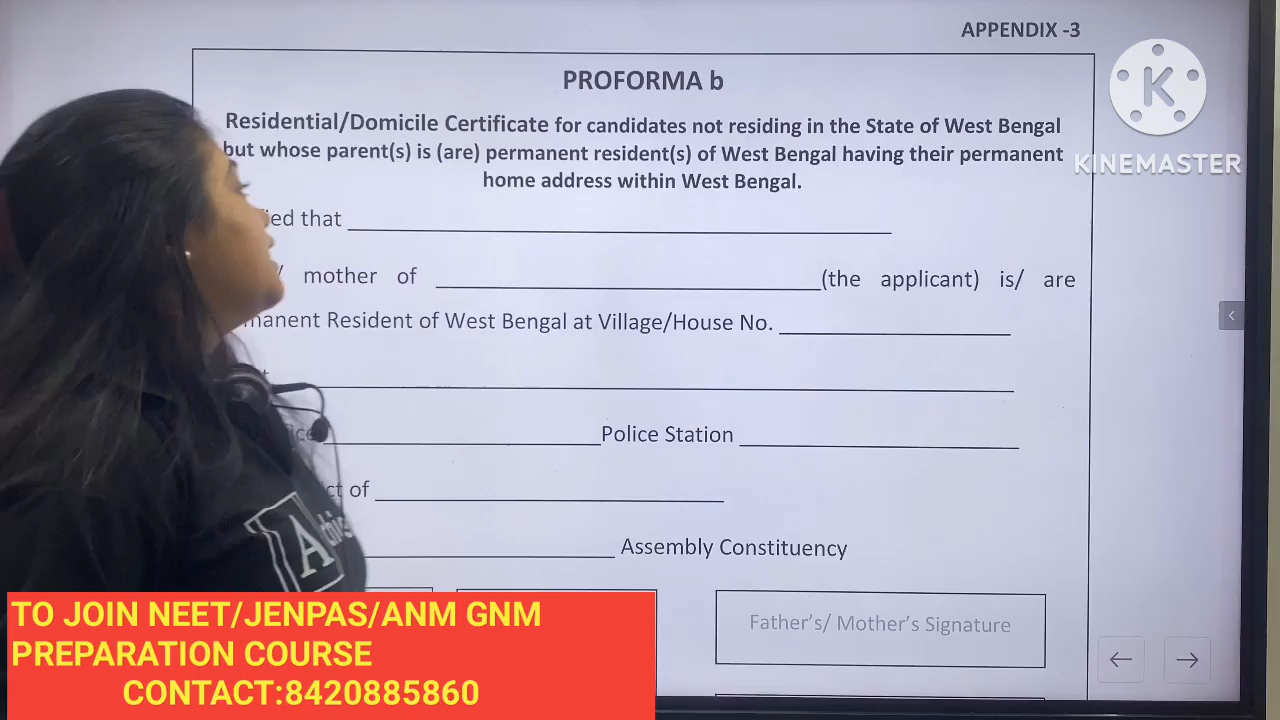 APPENDIX -3
PROFORMA b
Residential/Domicile Certificate for candidates not residing in the State of West Bengal
but whose parent(s) is (are) permanent resident(s) of West Bengal having their permanent
home address within West Bengal.
that
mother of (the applicant) is/ are
Resident of West Bengal at Village/House No.
Police Station
of
Assembly Constituency
Father's/ Mother's Signature
K
KINEMASTER
TO JOIN NEET/JENPAS/ANM GNM
PREPARATION COURSE
CONTACT:8420885860